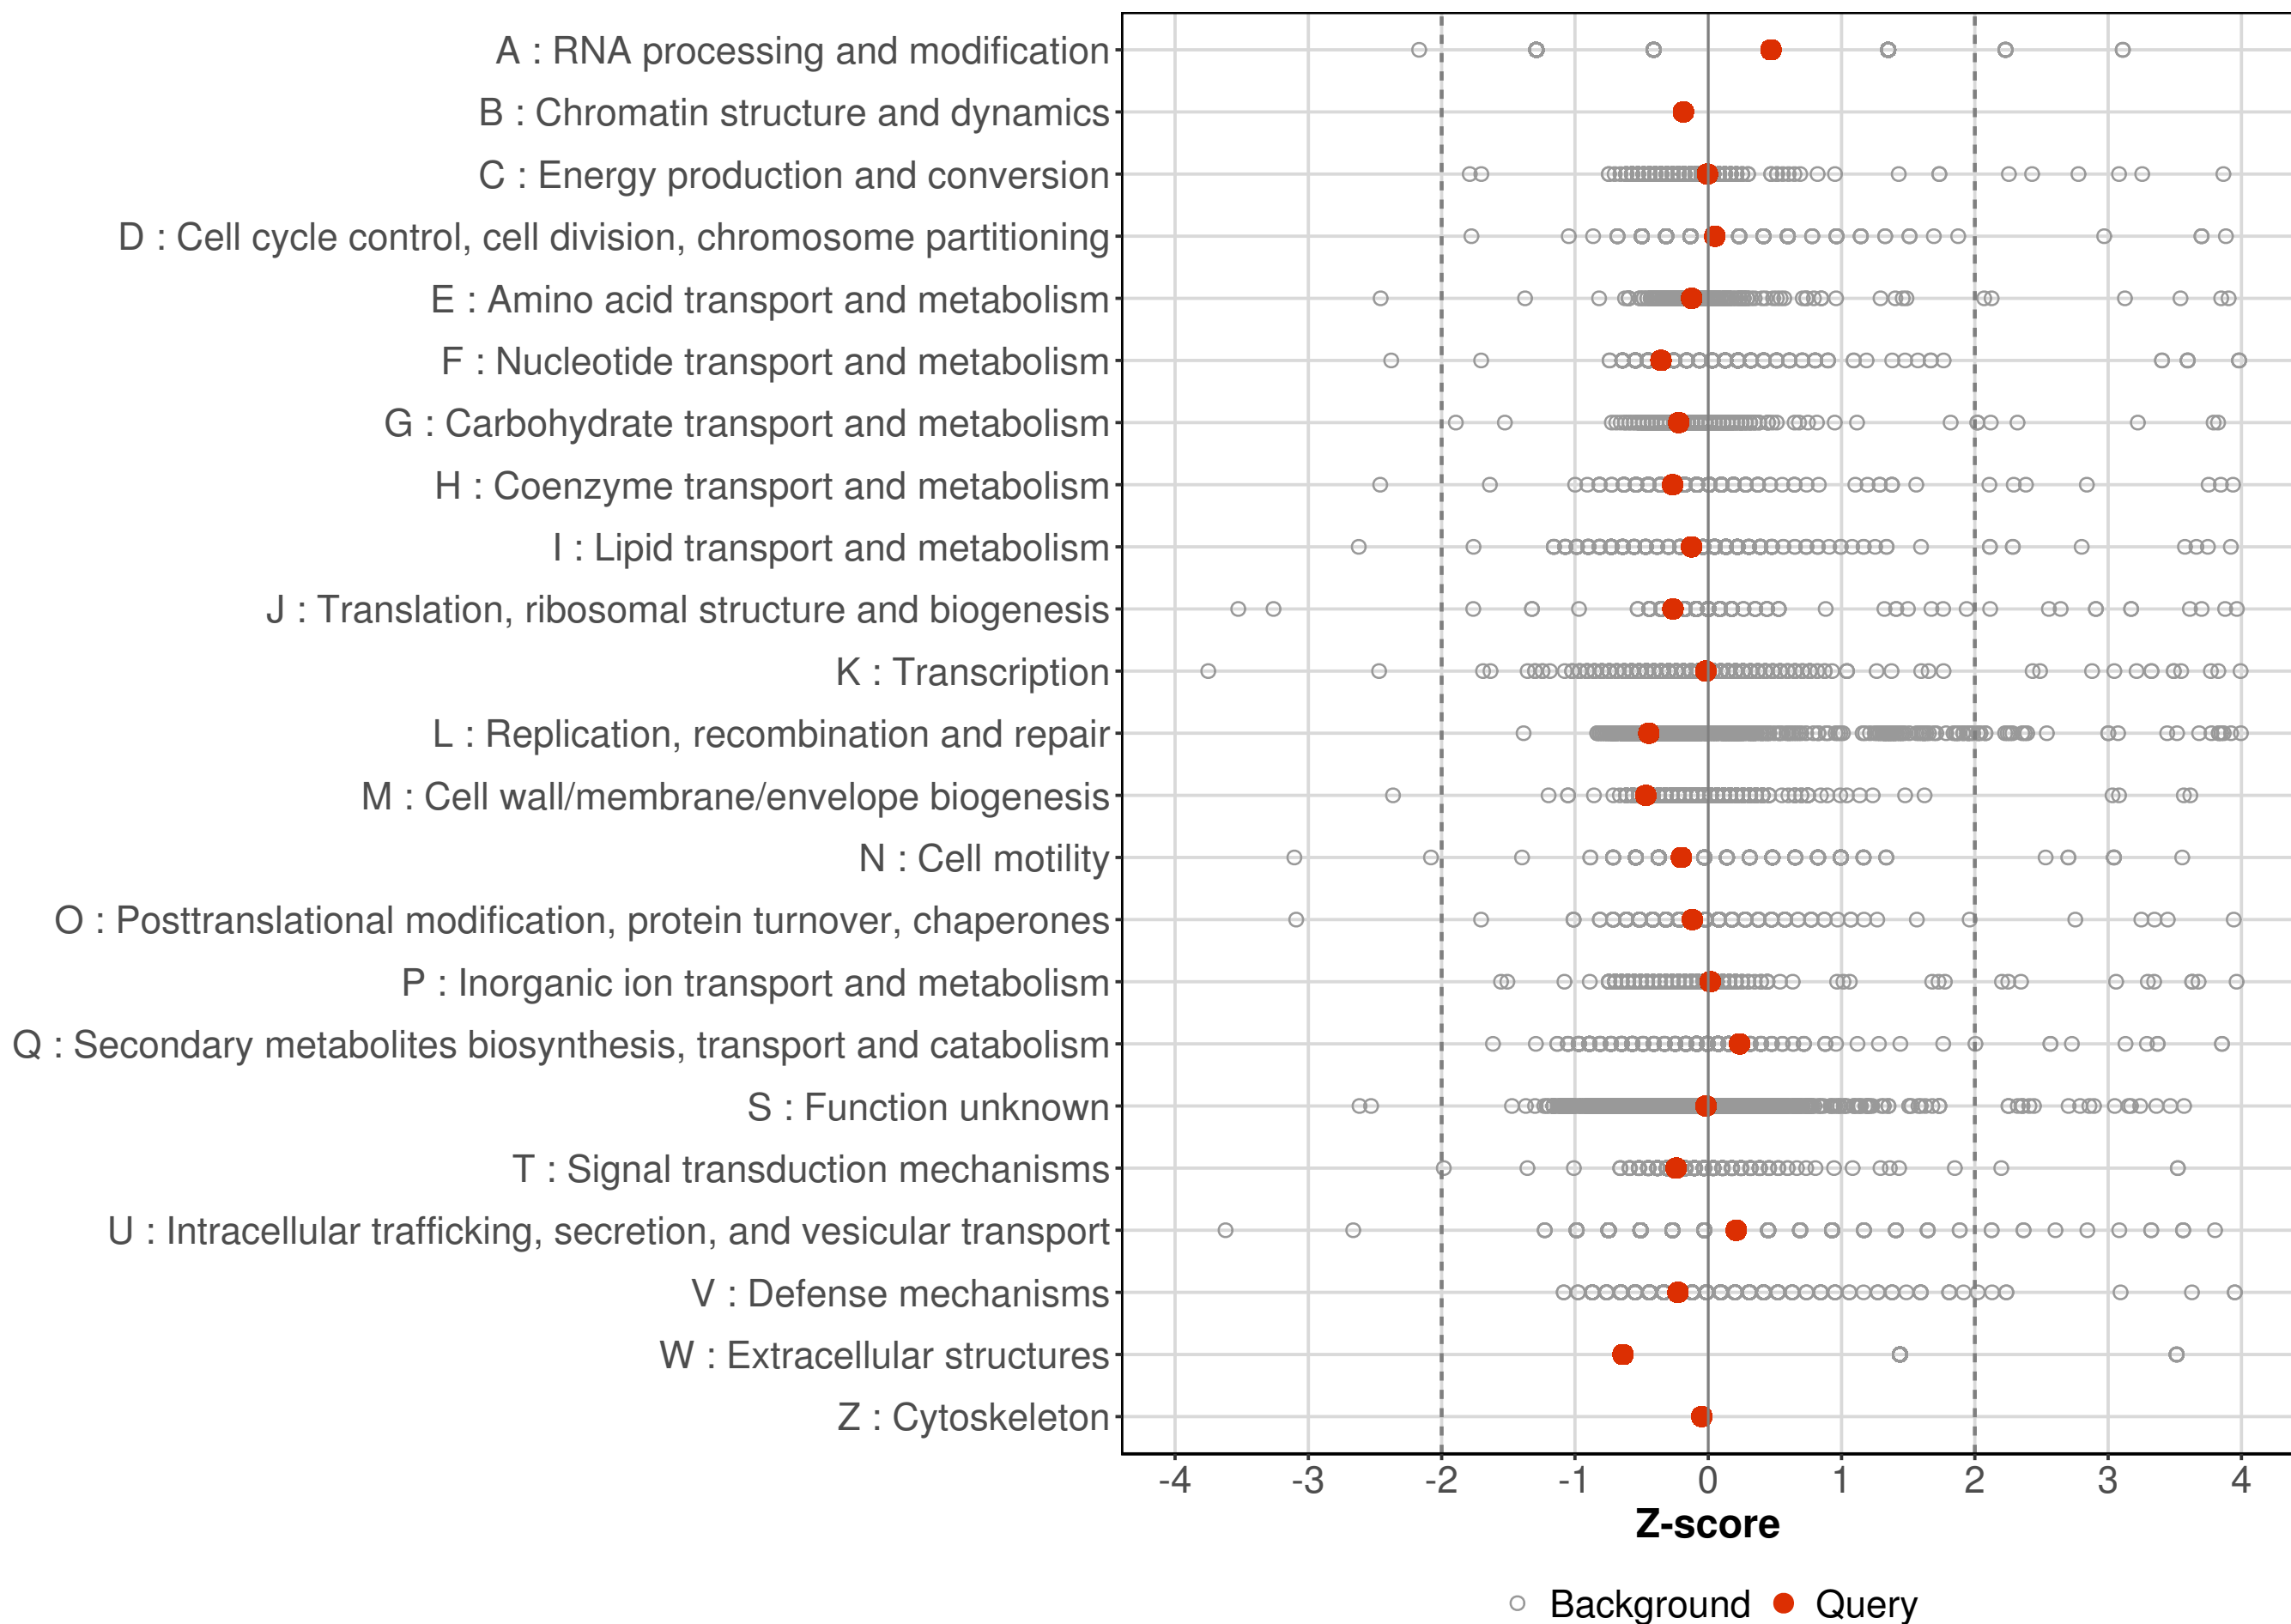 A : RNA processing and modification
B : Chromatin structure and dynamics
C : Energy production and conversion
D : Cell cycle control, cell division, chromosome partitioning
E : Amino acid transport and metabolism
F : Nucleotide transport and metabolism
G : Carbohydrate transport and metabolism
H : Coenzyme transport and metabolism
I : Lipid transport and metabolism
J : Translation, ribosomal structure and biogenesis
K : Transcription
L : Replication, recombination and repair
M : Cell wall/membrane/envelope biogenesis
N : Cell motility
O : Posttranslational modification, protein turnover, chaperones
P : Inorganic ion transport and metabolism
Q : Secondary metabolites biosynthesis, transport and catabolism
S : Function unknown
T : Signal transduction mechanisms
U : Intracellular trafficking, secretion, and vesicular transport
V : Defense mechanisms
W : Extracellular structures
Z : Cytoskeleton
-4 -3 -2 -1 0 1 2 3 4
Z-score
Background Query